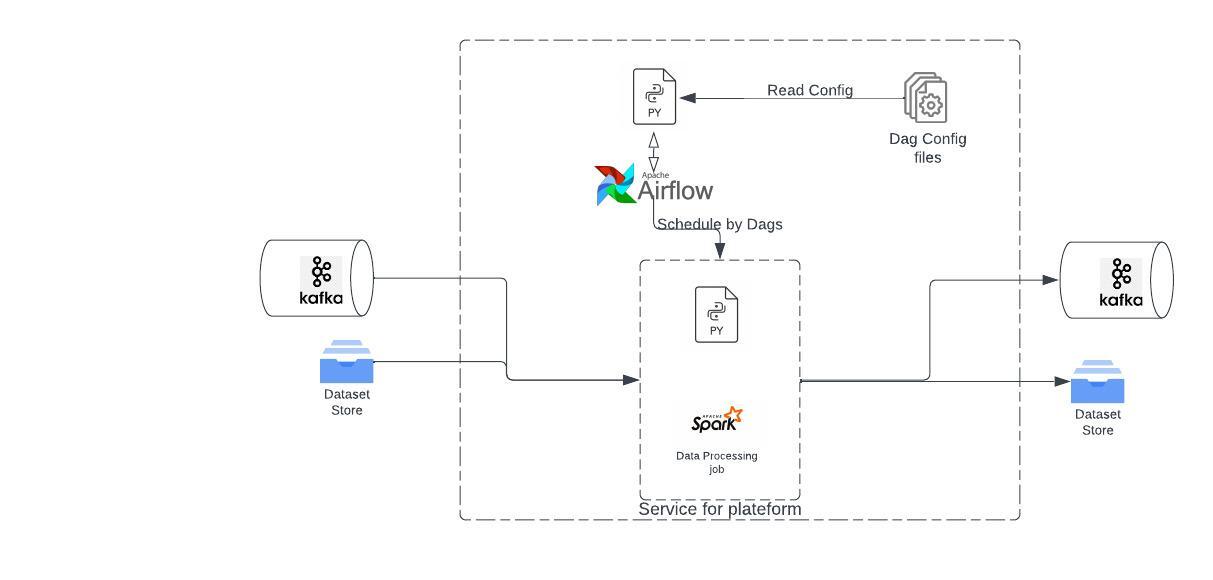 PY
Read Config
Dag Config
files
Apache
Airflow
Schedule by Dags
kafka
kafka
PY
Dataset
Store
APACHE
Spark
Dataset
Store
Data Processing
job
Service for plateform